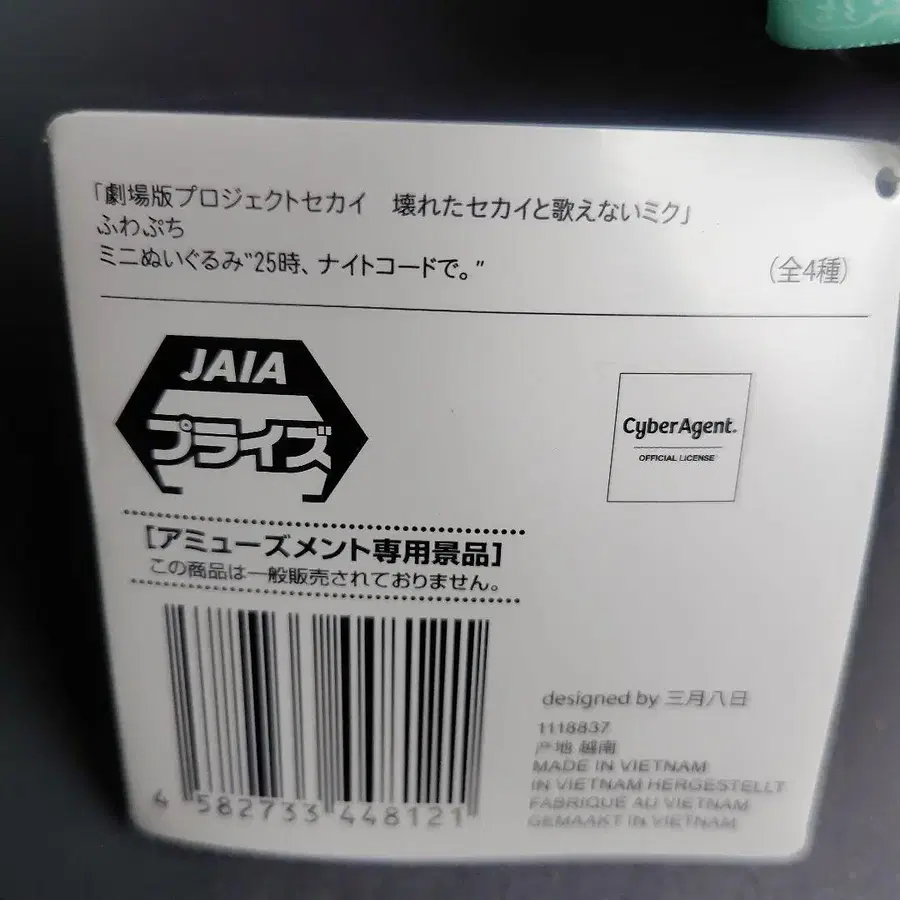 「劇場版プロジェクトセカイ 壊れたセカイと歌えないミク」
ふわぷち
ミニぬいぐるみ"25時、ナイトコードで。"
(全4種)
JAIA
プライズ
CyberAgent.
OFFICIAL LICENSE
[アミューズメント専用景品]
この商品は一般販売されておりません。
4 582733 448121
designed by 三月八日
1118837
产地 越南
MADE IN VIETNAM
IN VIETNAM HERGESTELLT
FABRIQUÉ AU VIETNAM
GEMAAKT IN VIETNAM